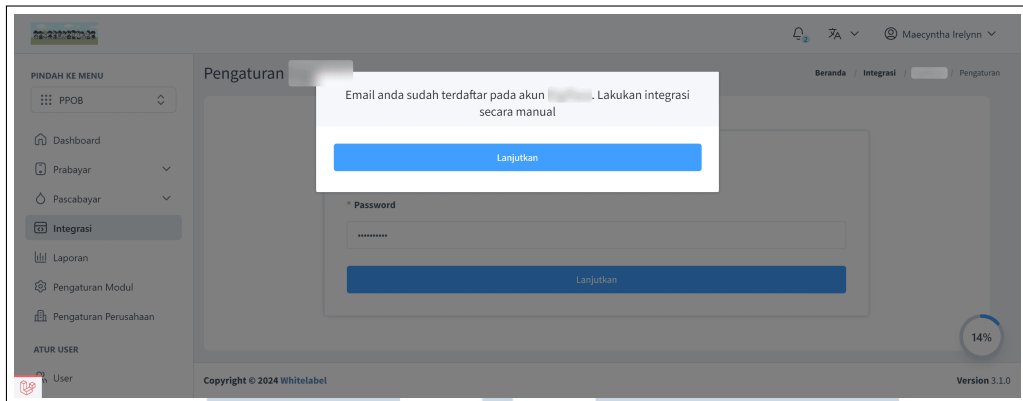 2
Maecyntha Irelynn
PINDAH KE MENU
PPOB
Pengaturan
Beranda / Integrasi / / Pengaturan
Email anda sudah terdaftar pada akun . Lakukan integrasi
secara manual
Lanjutkan
Dashboard
Prabayar
Pascabayar
Integrasi
Laporan
Pengaturan Modul
Pengaturan Perusahaan
ATUR USER
User
* Password
Lanjutkan
14%
Copyright © 2024 Whitelabel
Version 3.1.0